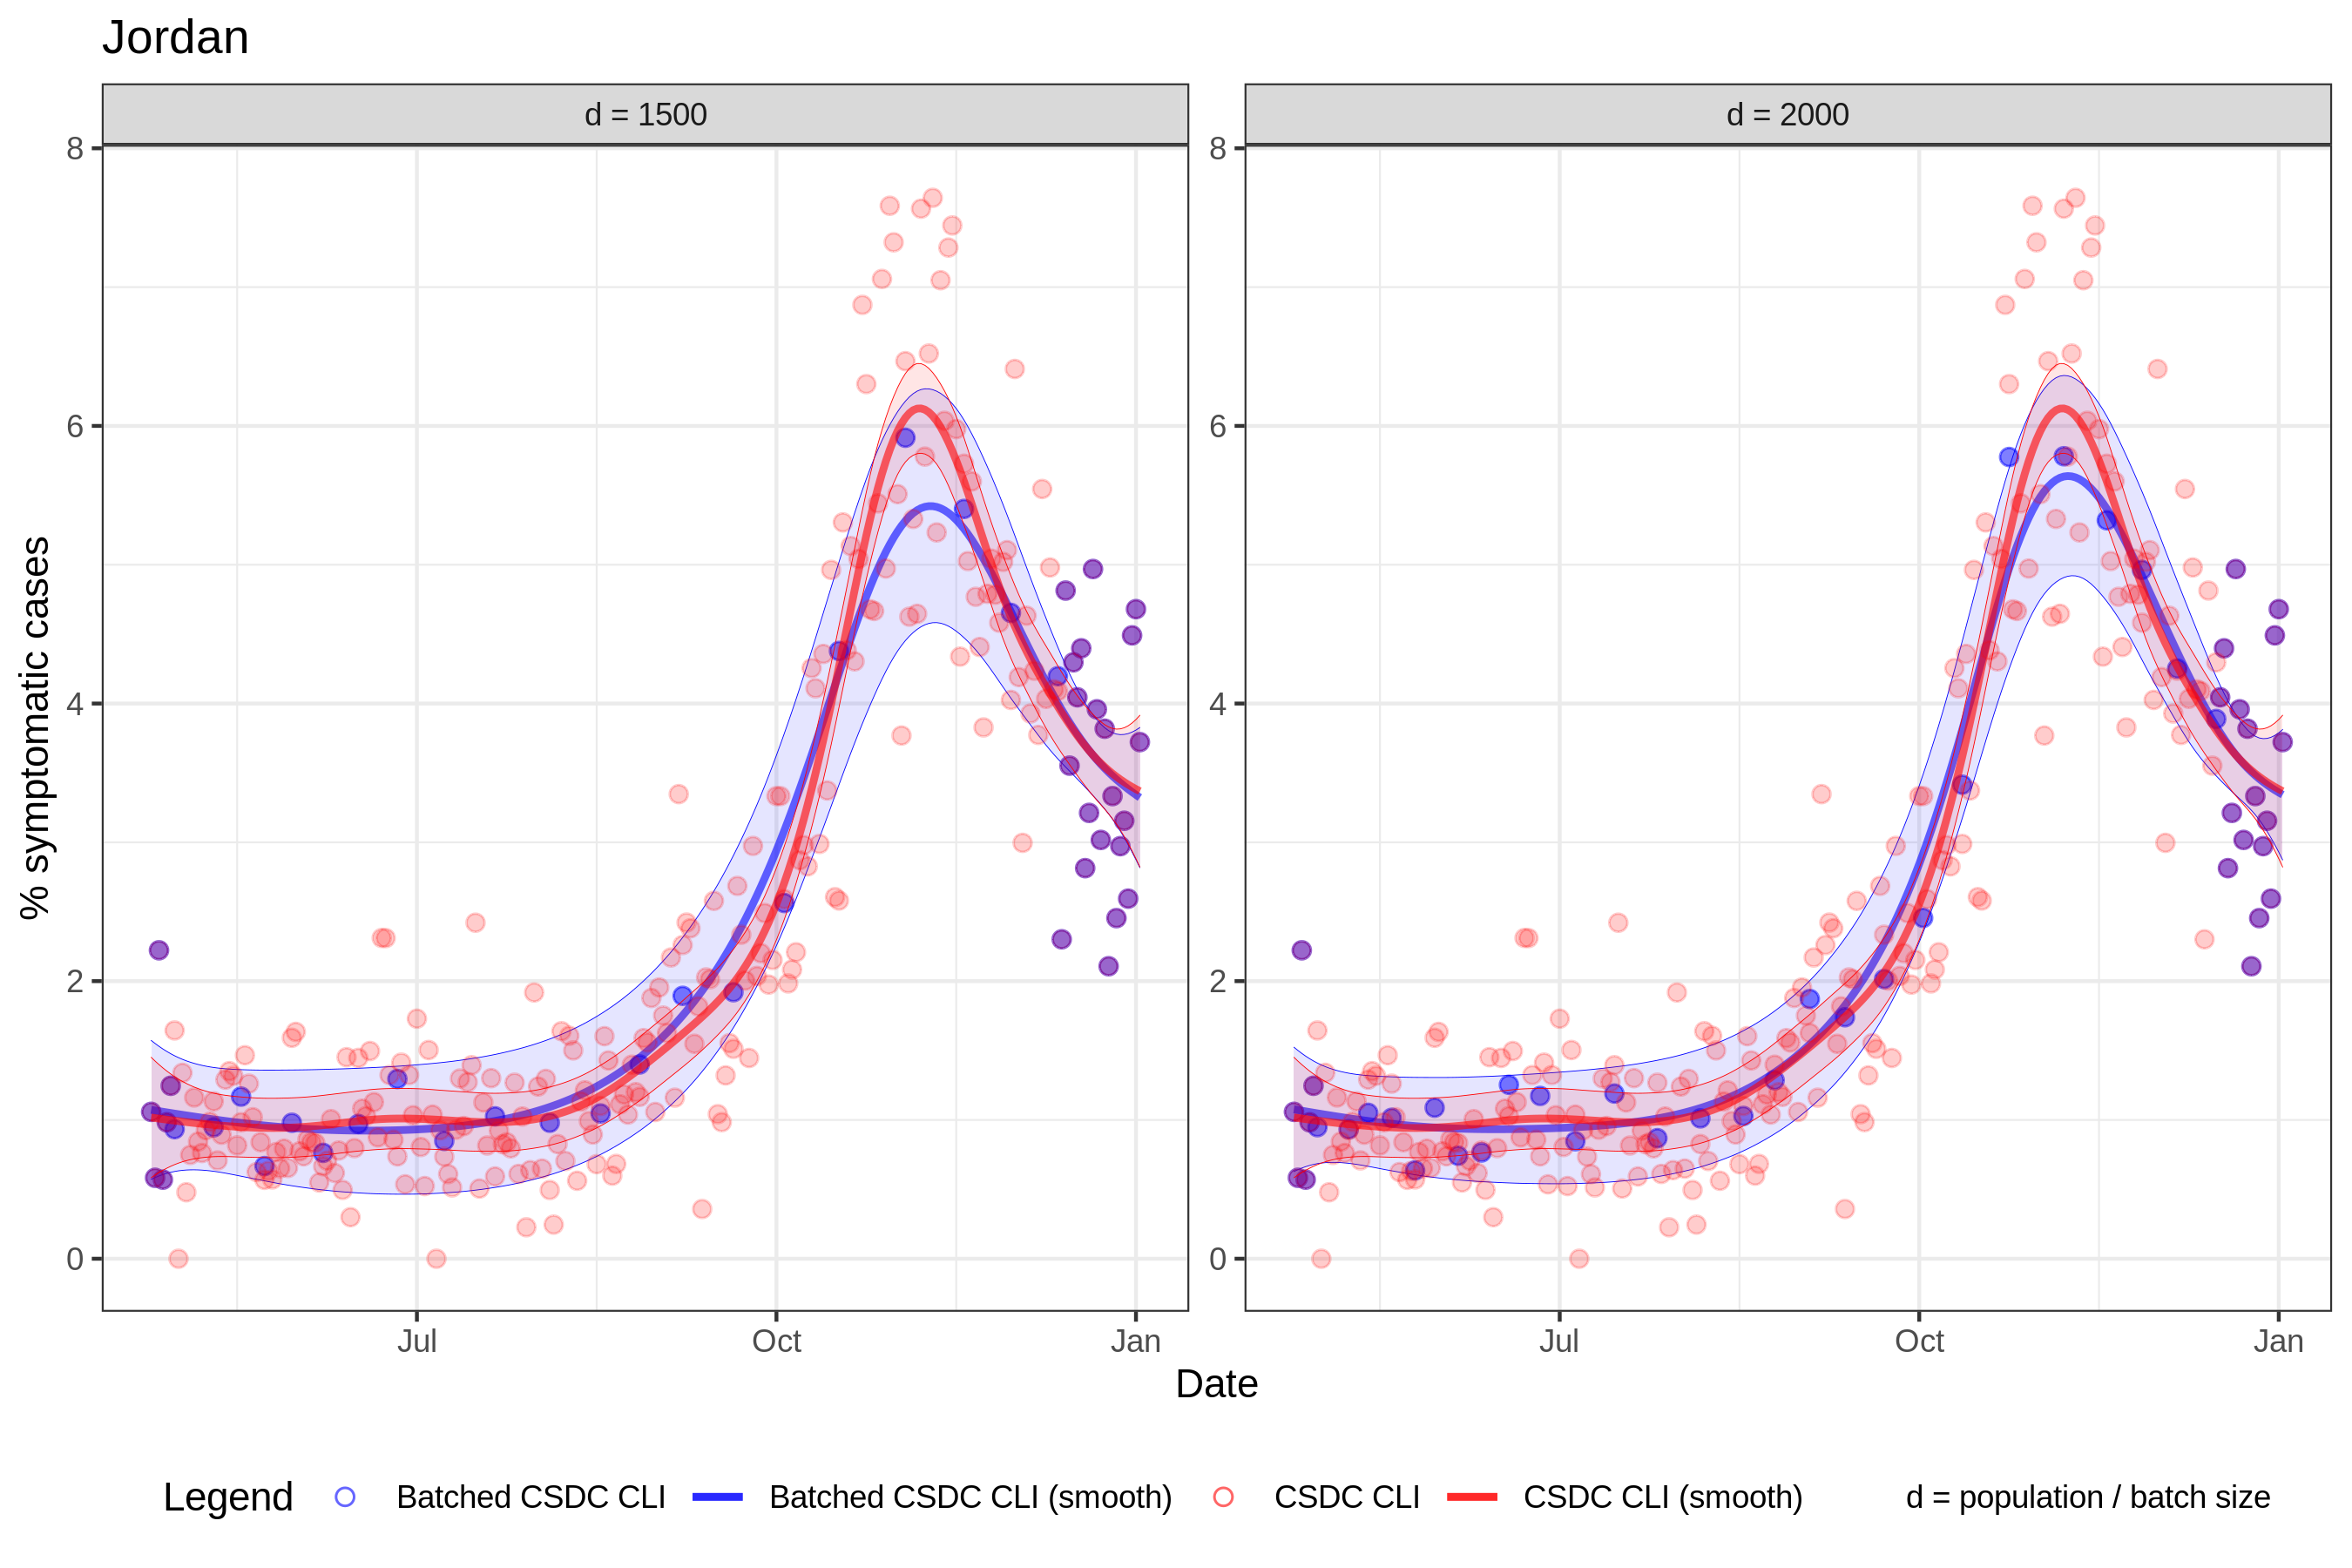 Jordan
d = 1500
d = 2000
% symptomatic cases
8
6
4
2
0
8
6
4
2
0
Jul
Oct
Jan
Jul
Oct
Jan
Date
Legend
Batched CSDC CLI
Batched CSDC CLI (smooth)
CSDC CLI
CSDC CLI (smooth)
d = population / batch size